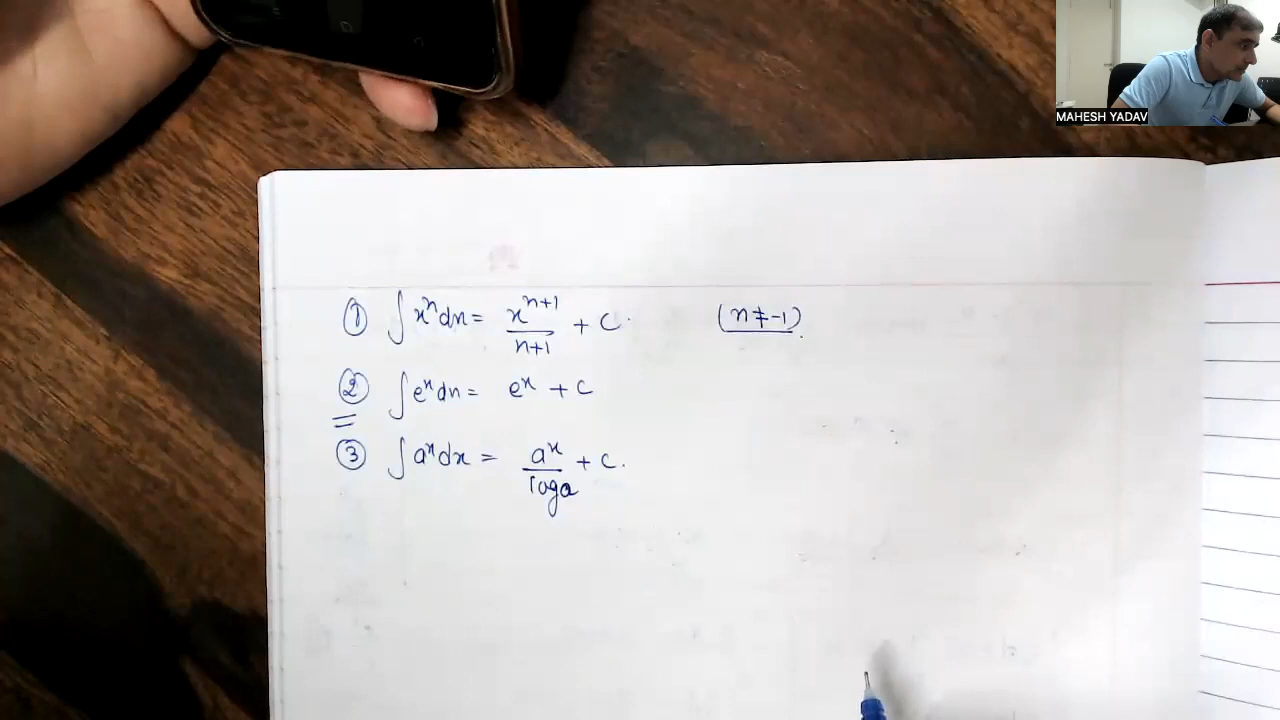 MAHESH YADAV
① ∫xⁿdx = xⁿ⁺¹/n+1 + C. (n≠-1).
② ∫eˣdx = eˣ + C
③ ∫aˣdx = aˣ/loga + C.